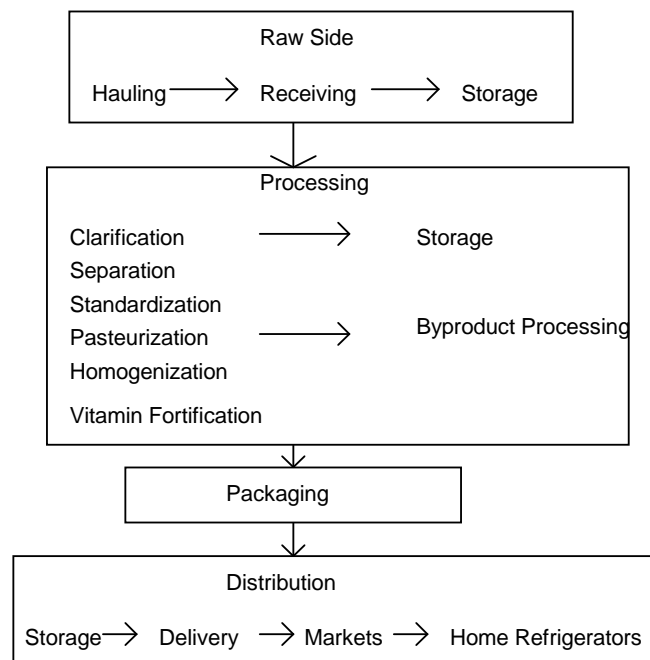 Raw Side
Hauling Receiving Storage
Processing
Clarification Storage
Separation
Standardization
Pasteurization Byproduct Processing
Homogenization
Vitamin Fortification
Packaging
Distribution
Storage Delivery Markets Home Refrigerators